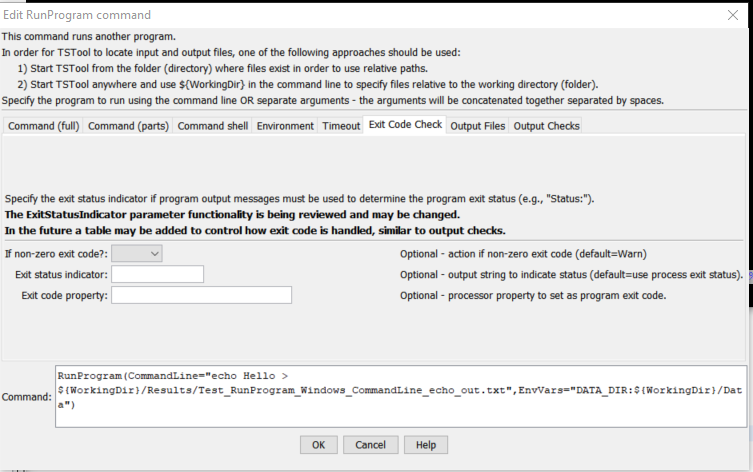 Edit RunProgram command
This command runs another program.
In order for TSTool to locate input and output files, one of the following approaches should be used:
1) Start TSTool from the folder (directory) where files exist in order to use relative paths.
2) Start TSTool anywhere and use ${WorkingDir} in the command line to specify files relative to the working directory (folder).
Specify the program to run using the command line OR separate arguments - the arguments will be concatenated together separated by spaces.
Command (full) Command (parts) Command shell Environment Timeout Exit Code Check Output Files Output Checks
Specify the exit status indicator if program output messages must be used to determine the program exit status (e.g., "Status:").
The ExitStatusIndicator parameter functionality is being reviewed and may be changed.
In the future a table may be added to control how exit code is handled, similar to output checks.
If non-zero exit code?: Optional - action if non-zero exit code (default=Warn)
Exit status indicator: Optional - output string to indicate status (default=use process exit status).
Exit code property: Optional - processor property to set as program exit code.
RunProgram(CommandLine="echo Hello >
${WorkingDir}/Results/Test_RunProgram_Windows_CommandLine_echo_out.txt",EnvVars="DATA_DIR:${WorkingDir}/Dat
Command: a")
OK Cancel Help